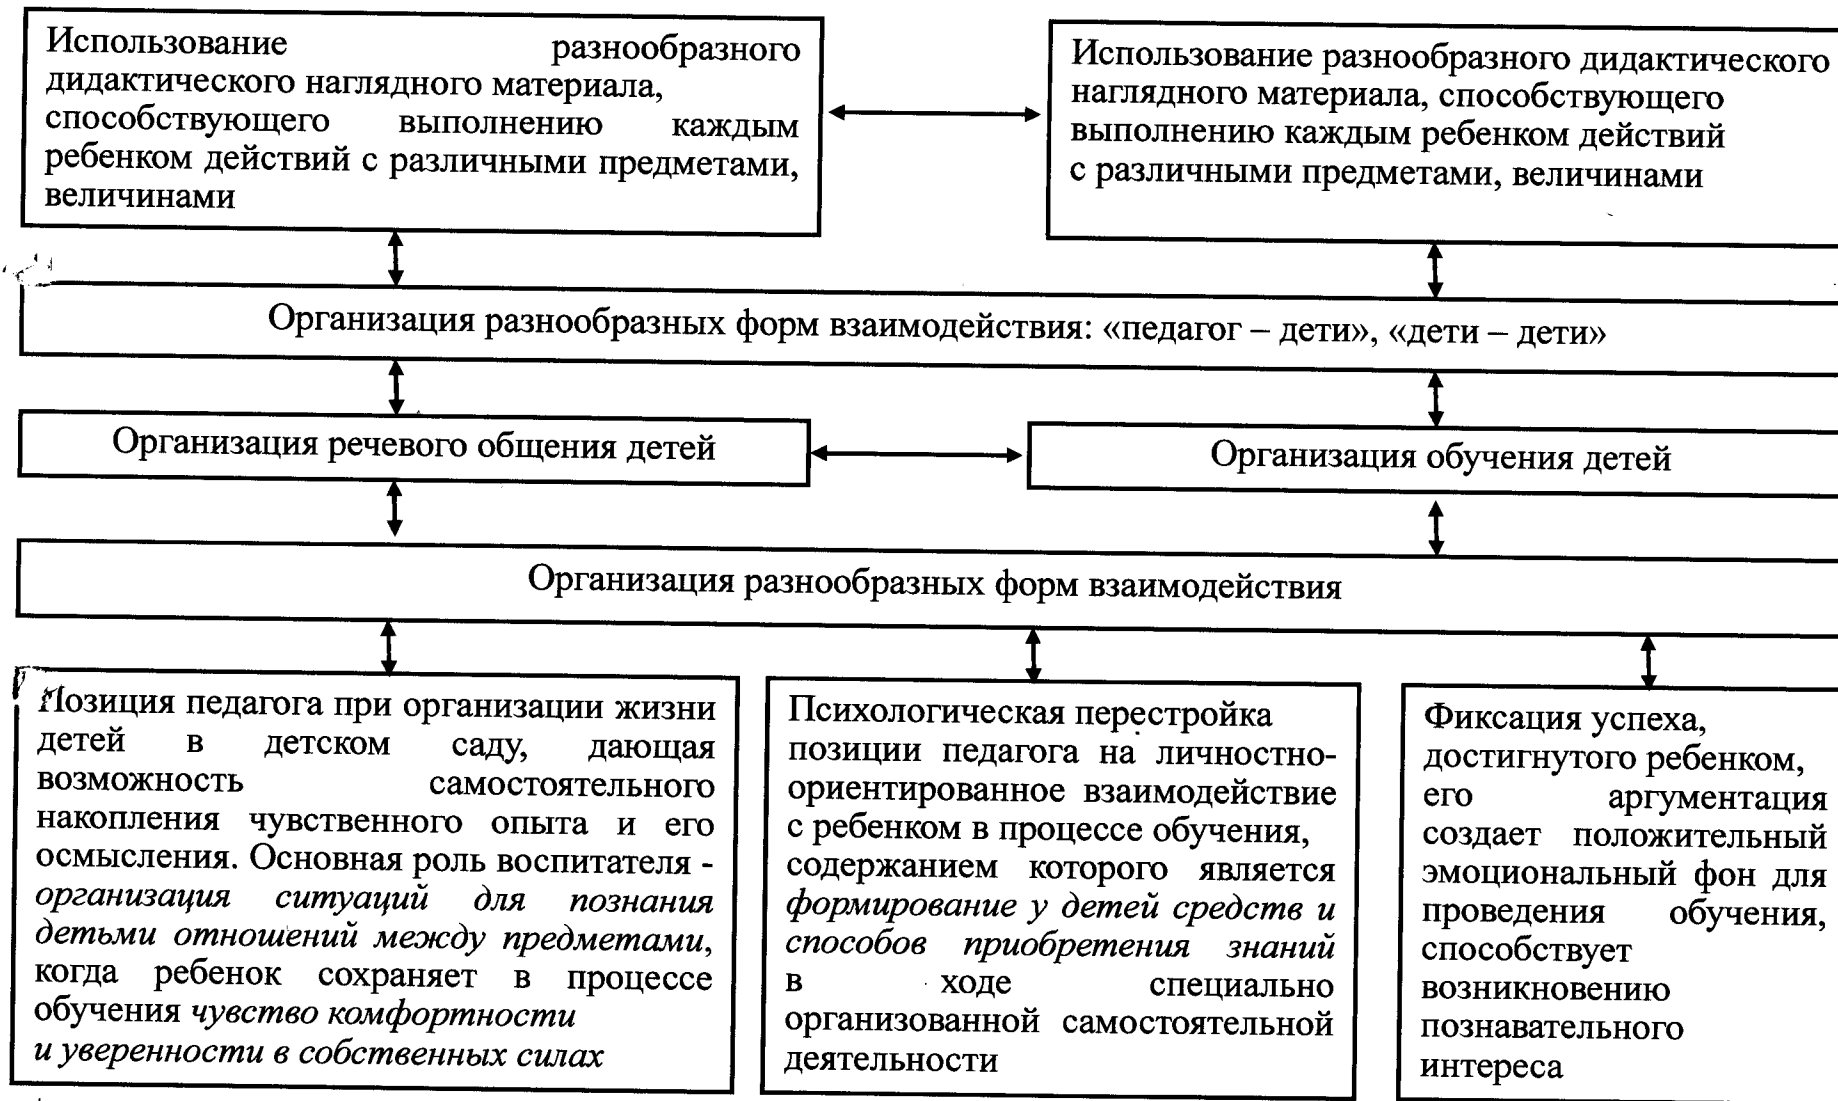 Использование разнообразного
дидактического наглядного материала,
способствующего выполнению каждым
ребенком действий с различными предметами,
величинами
Использование разнообразного дидактического
наглядного материала, способствующего
выполнению каждым ребенком действий
с различными предметами, величинами
Организация разнообразных форм взаимодействия: «педагог – дети», «дети – дети»
Организация речевого общения детей
Организация обучения детей
Организация разнообразных форм взаимодействия
Позиция педагога при организации жизни
детей в детском саду, дающая
возможность самостоятельного
накопления чувственного опыта и его
осмысления. Основная роль воспитателя -
организация ситуаций для познания
детьми отношений между предметами,
когда ребенок сохраняет в процессе
обучения чувство комфортности
и уверенности в собственных силах
Психологическая перестройка
позиции педагога на личностно-
ориентированное взаимодействие
с ребенком в процессе обучения,
содержанием которого является
формирование у детей средств и
способов приобретения знаний
в ходе специально
организованной самостоятельной
деятельности
Фиксация успеха,
достигнутого ребенком,
его аргументация
создает положительный
эмоциональный фон для
проведения обучения,
способствует
возникновению
познавательного
интереса